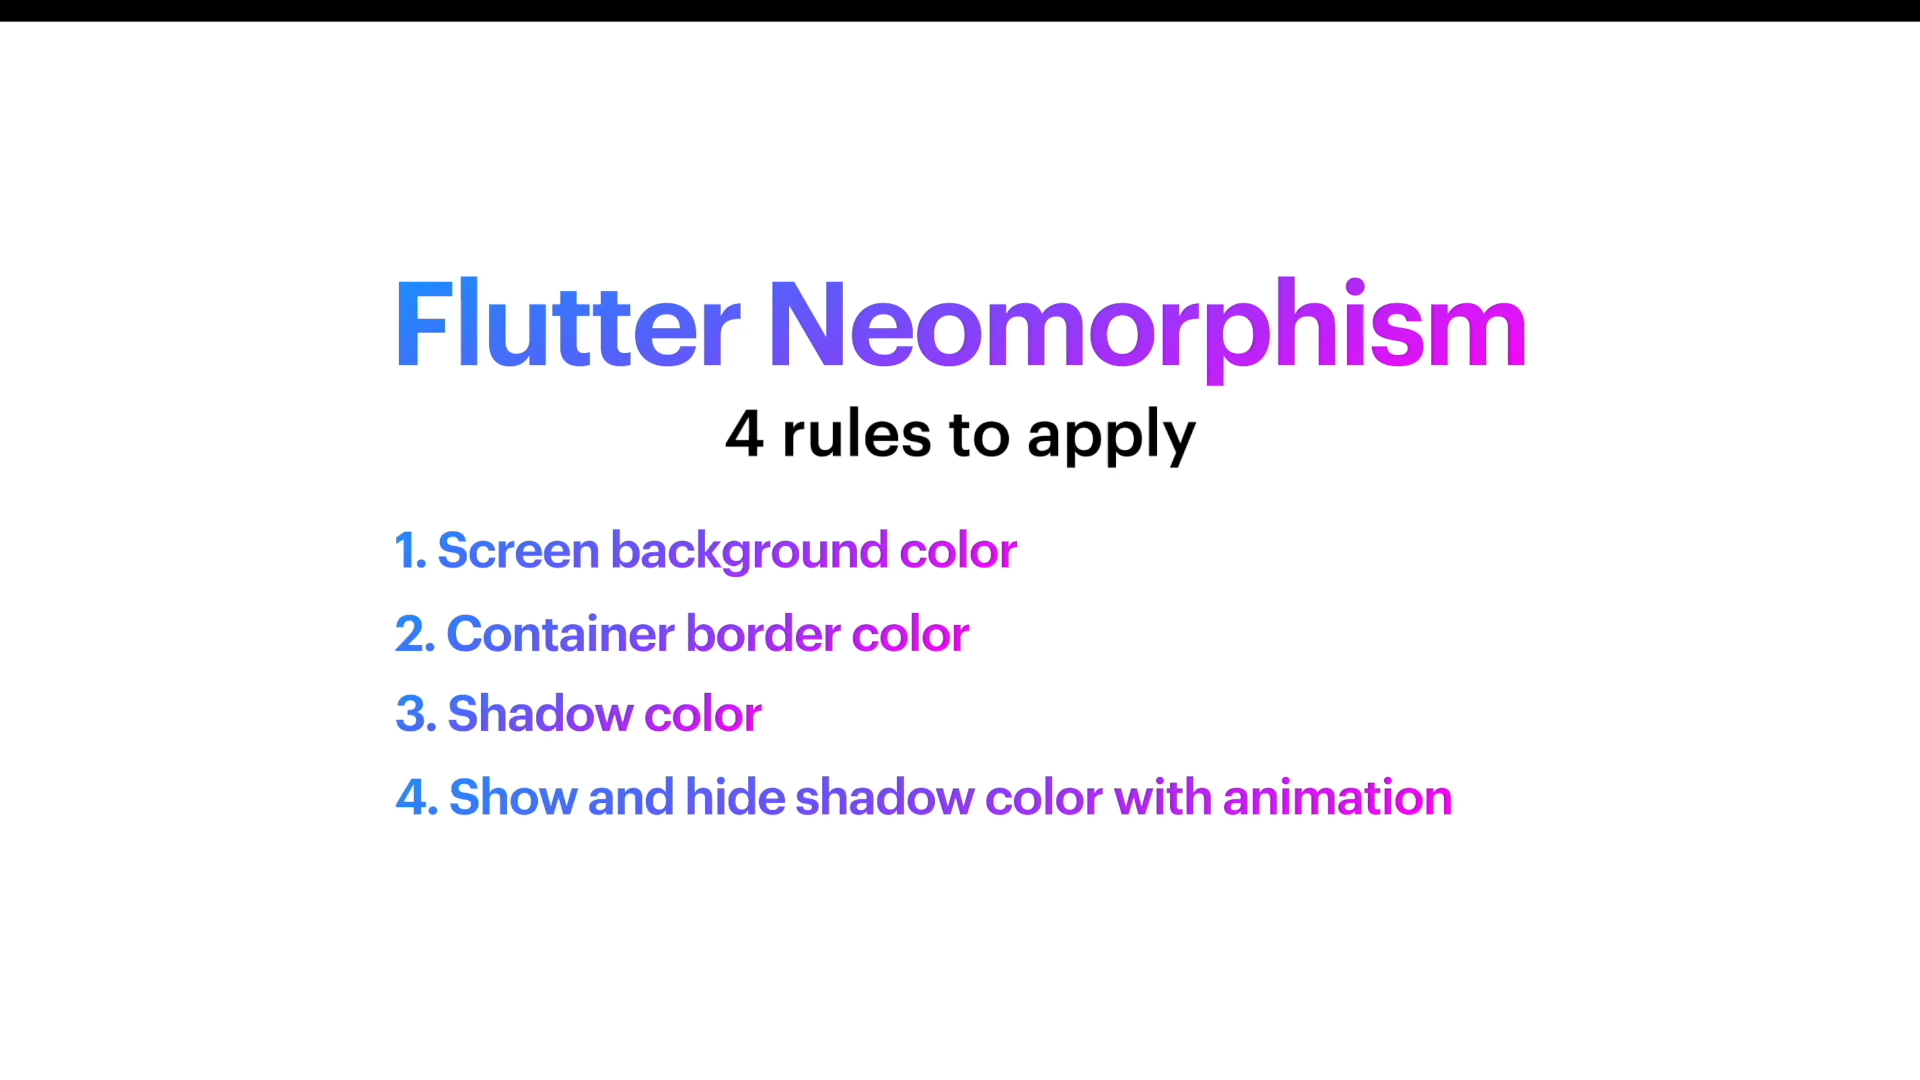 Flutter Neomorphism
4 rules to apply
1. Screen background color
2. Container border color
3. Shadow color
4. Show and hide shadow color with animation